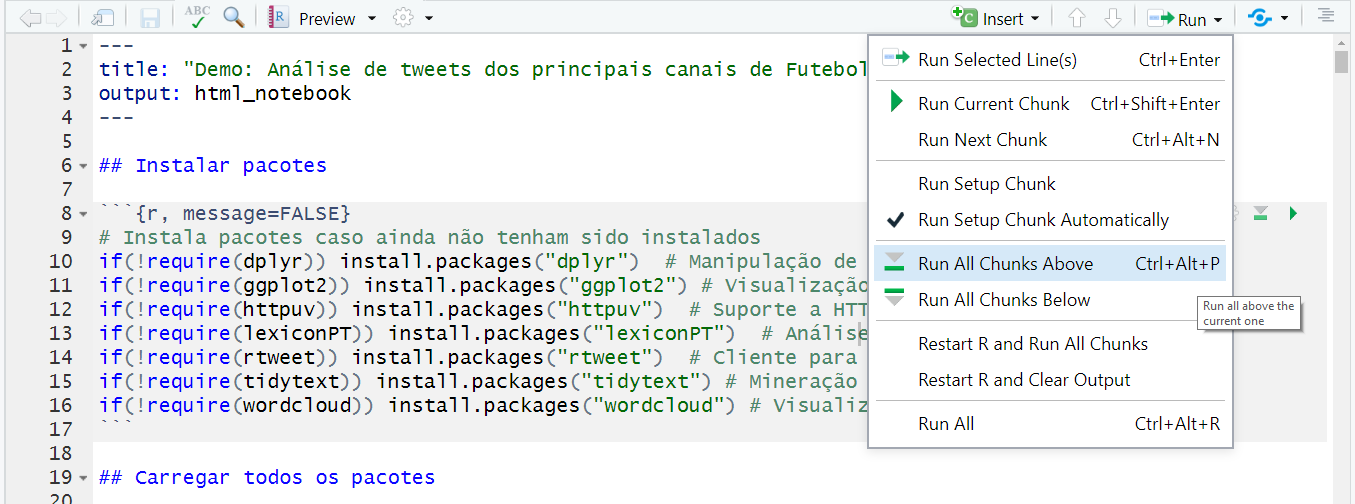 ABC
R
Preview
C
Insert
Run
1 ---
2 title: "Demo: Análise de tweets dos principais canais de Futebol
3 output: html_notebook
4 ---
5
6 ## Instalar pacotes
7
8 ```{r, message=FALSE}
9 # Instala pacotes caso ainda não tenham sido instalados
10 if(!require(dplyr)) install.packages("dplyr")  # Manipulação de
11 if(!require(ggplot2)) install.packages("ggplot2") # Visualização
12 if(!require(httpuv)) install.packages("httpuv")  # Suporte a HTT
13 if(!require(lexiconPT)) install.packages("lexiconPT")  # Análise
14 if(!require(rtweet)) install.packages("rtweet")  # Cliente para
15 if(!require(tidytext)) install.packages("tidytext") # Mineração
16 if(!require(wordcloud)) install.packages("wordcloud") # Visualiz
17 ```
18
19 ## Carregar todos os pacotes
20
Run Selected Line(s) Ctrl+Enter
Run Current Chunk Ctrl+Shift+Enter
Run Next Chunk Ctrl+Alt+N
Run Setup Chunk
Run Setup Chunk Automatically
Run All Chunks Above Ctrl+Alt+P
Run All Chunks Below
Run all above the
current one
Restart R and Run All Chunks
Restart R and Clear Output
Run All Ctrl+Alt+R